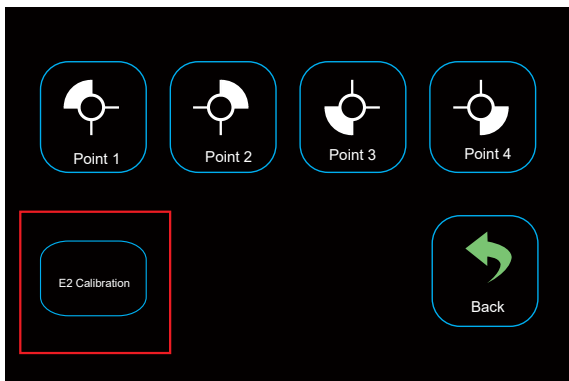 Point 1
Point 2
Point 3
Point 4
E2 Calibration
Back